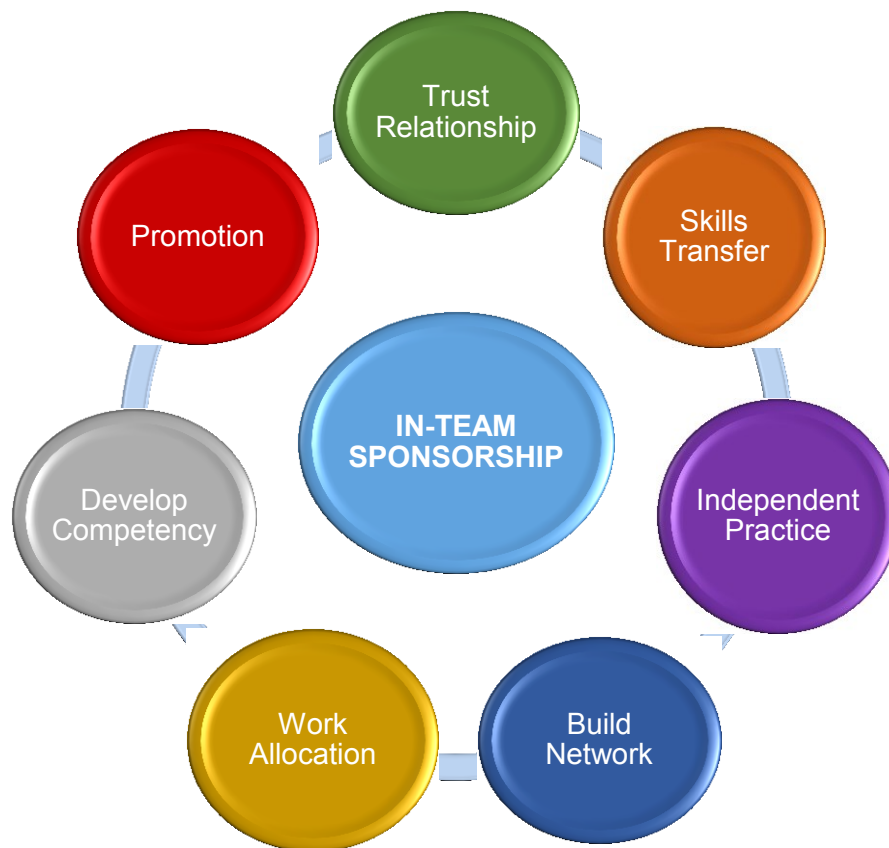 Trust
Relationship
Skills
Transfer
Independent
Practice
Build
Network
Work
Allocation
Develop
Competency
Promotion
IN-TEAM
SPONSORSHIP